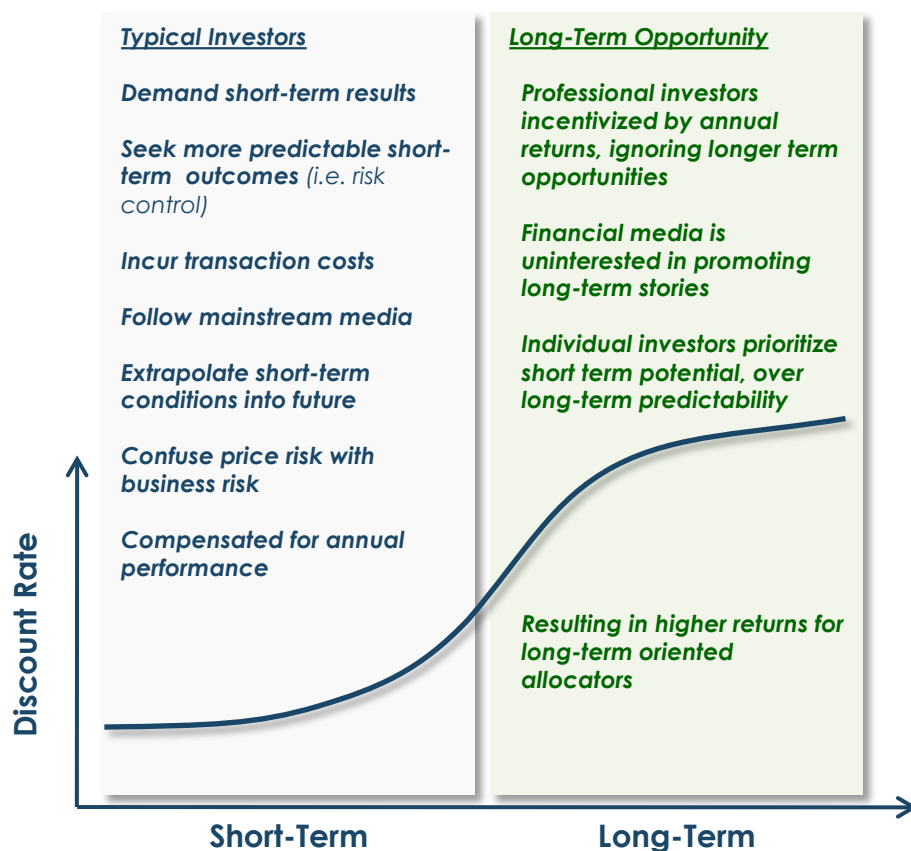 Typical Investors
Demand short-term results
Seek more predictable short-
term outcomes (i.e. risk
control)
Incur transaction costs
Follow mainstream media
Extrapolate short-term
conditions into future
Confuse price risk with
business risk
Compensated for annual
performance
Long-Term Opportunity
Professional investors
incentivized by annual
returns, ignoring longer term
opportunities
Financial media is
uninterested in promoting
long-term stories
Individual investors prioritize
short term potential, over
long-term predictability
Resulting in higher returns for
long-term oriented
allocators
Discount Rate
Short-Term
Long-Term